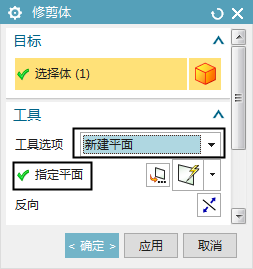 修剪体
目标
选择体 (1)
工具
工具选项 新建平面
指定平面
反向
< 确定 > 应用 取消